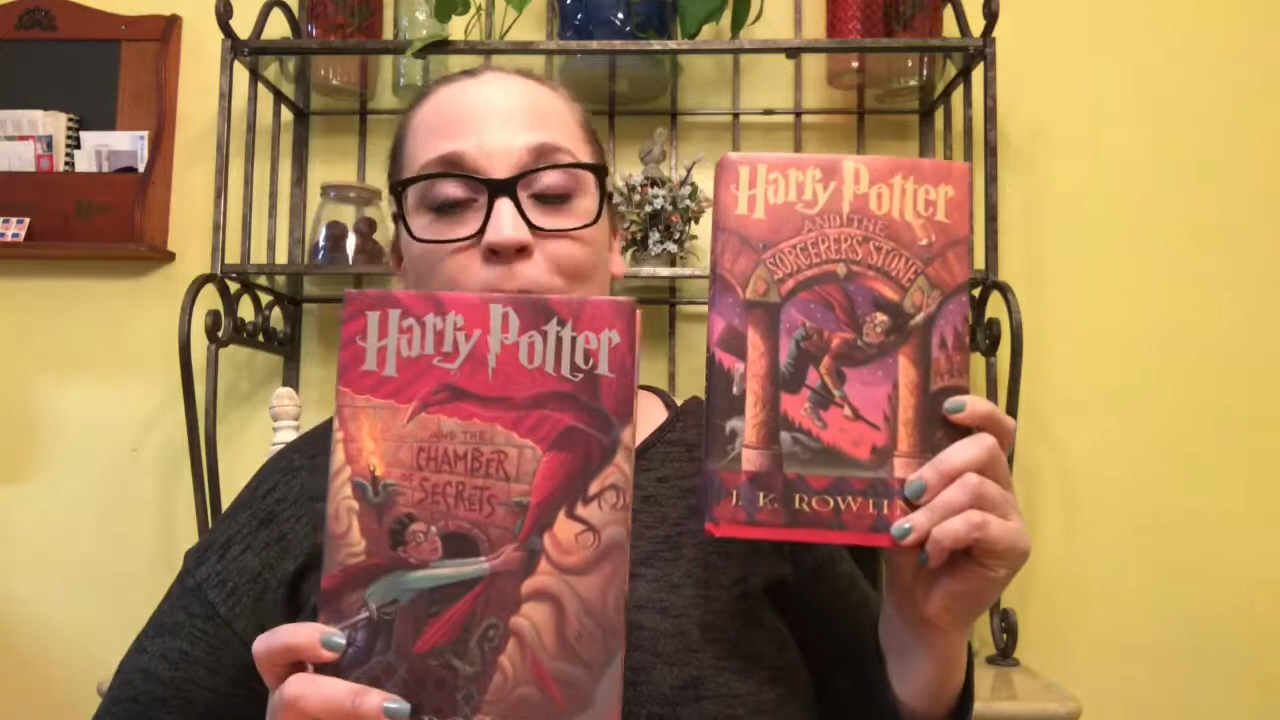 Harry Potter
AND THE
CHAMBER
OF SECRETS
Harry Potter
AND THE
SORCERER'S STONE
J. K. ROWLIN